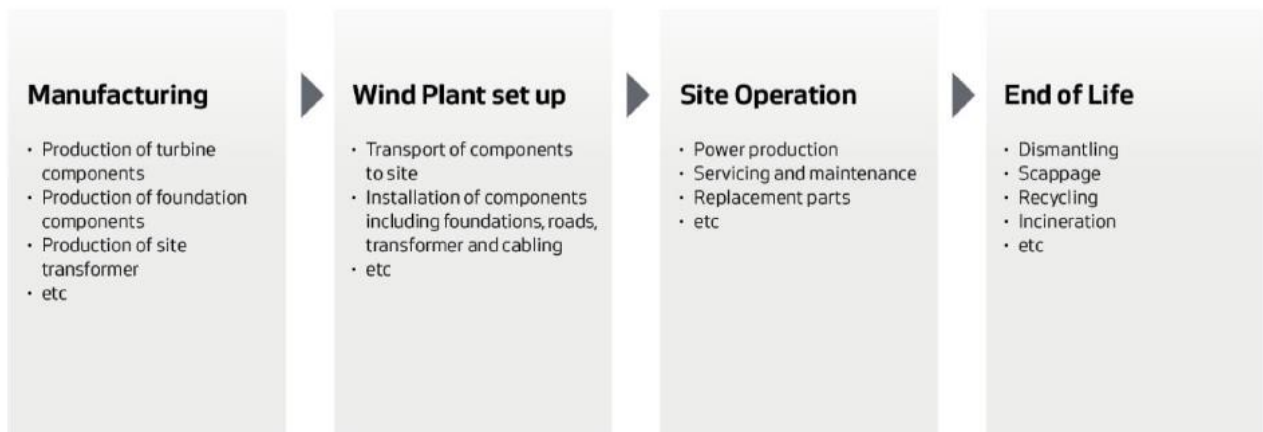 Manufacturing
· Production of turbine
components
· Production of foundation
components
· Production of site
transformer
· etc
Wind Plant set up
· Transport of components
to site
· Installation of components
including foundations, roads,
transformer and cabling
· etc
Site Operation
· Power production
· Servicing and maintenance
· Replacement parts
· etc
End of Life
· Dismantling
· Scappage
· Recycling
· Incineration
· etc